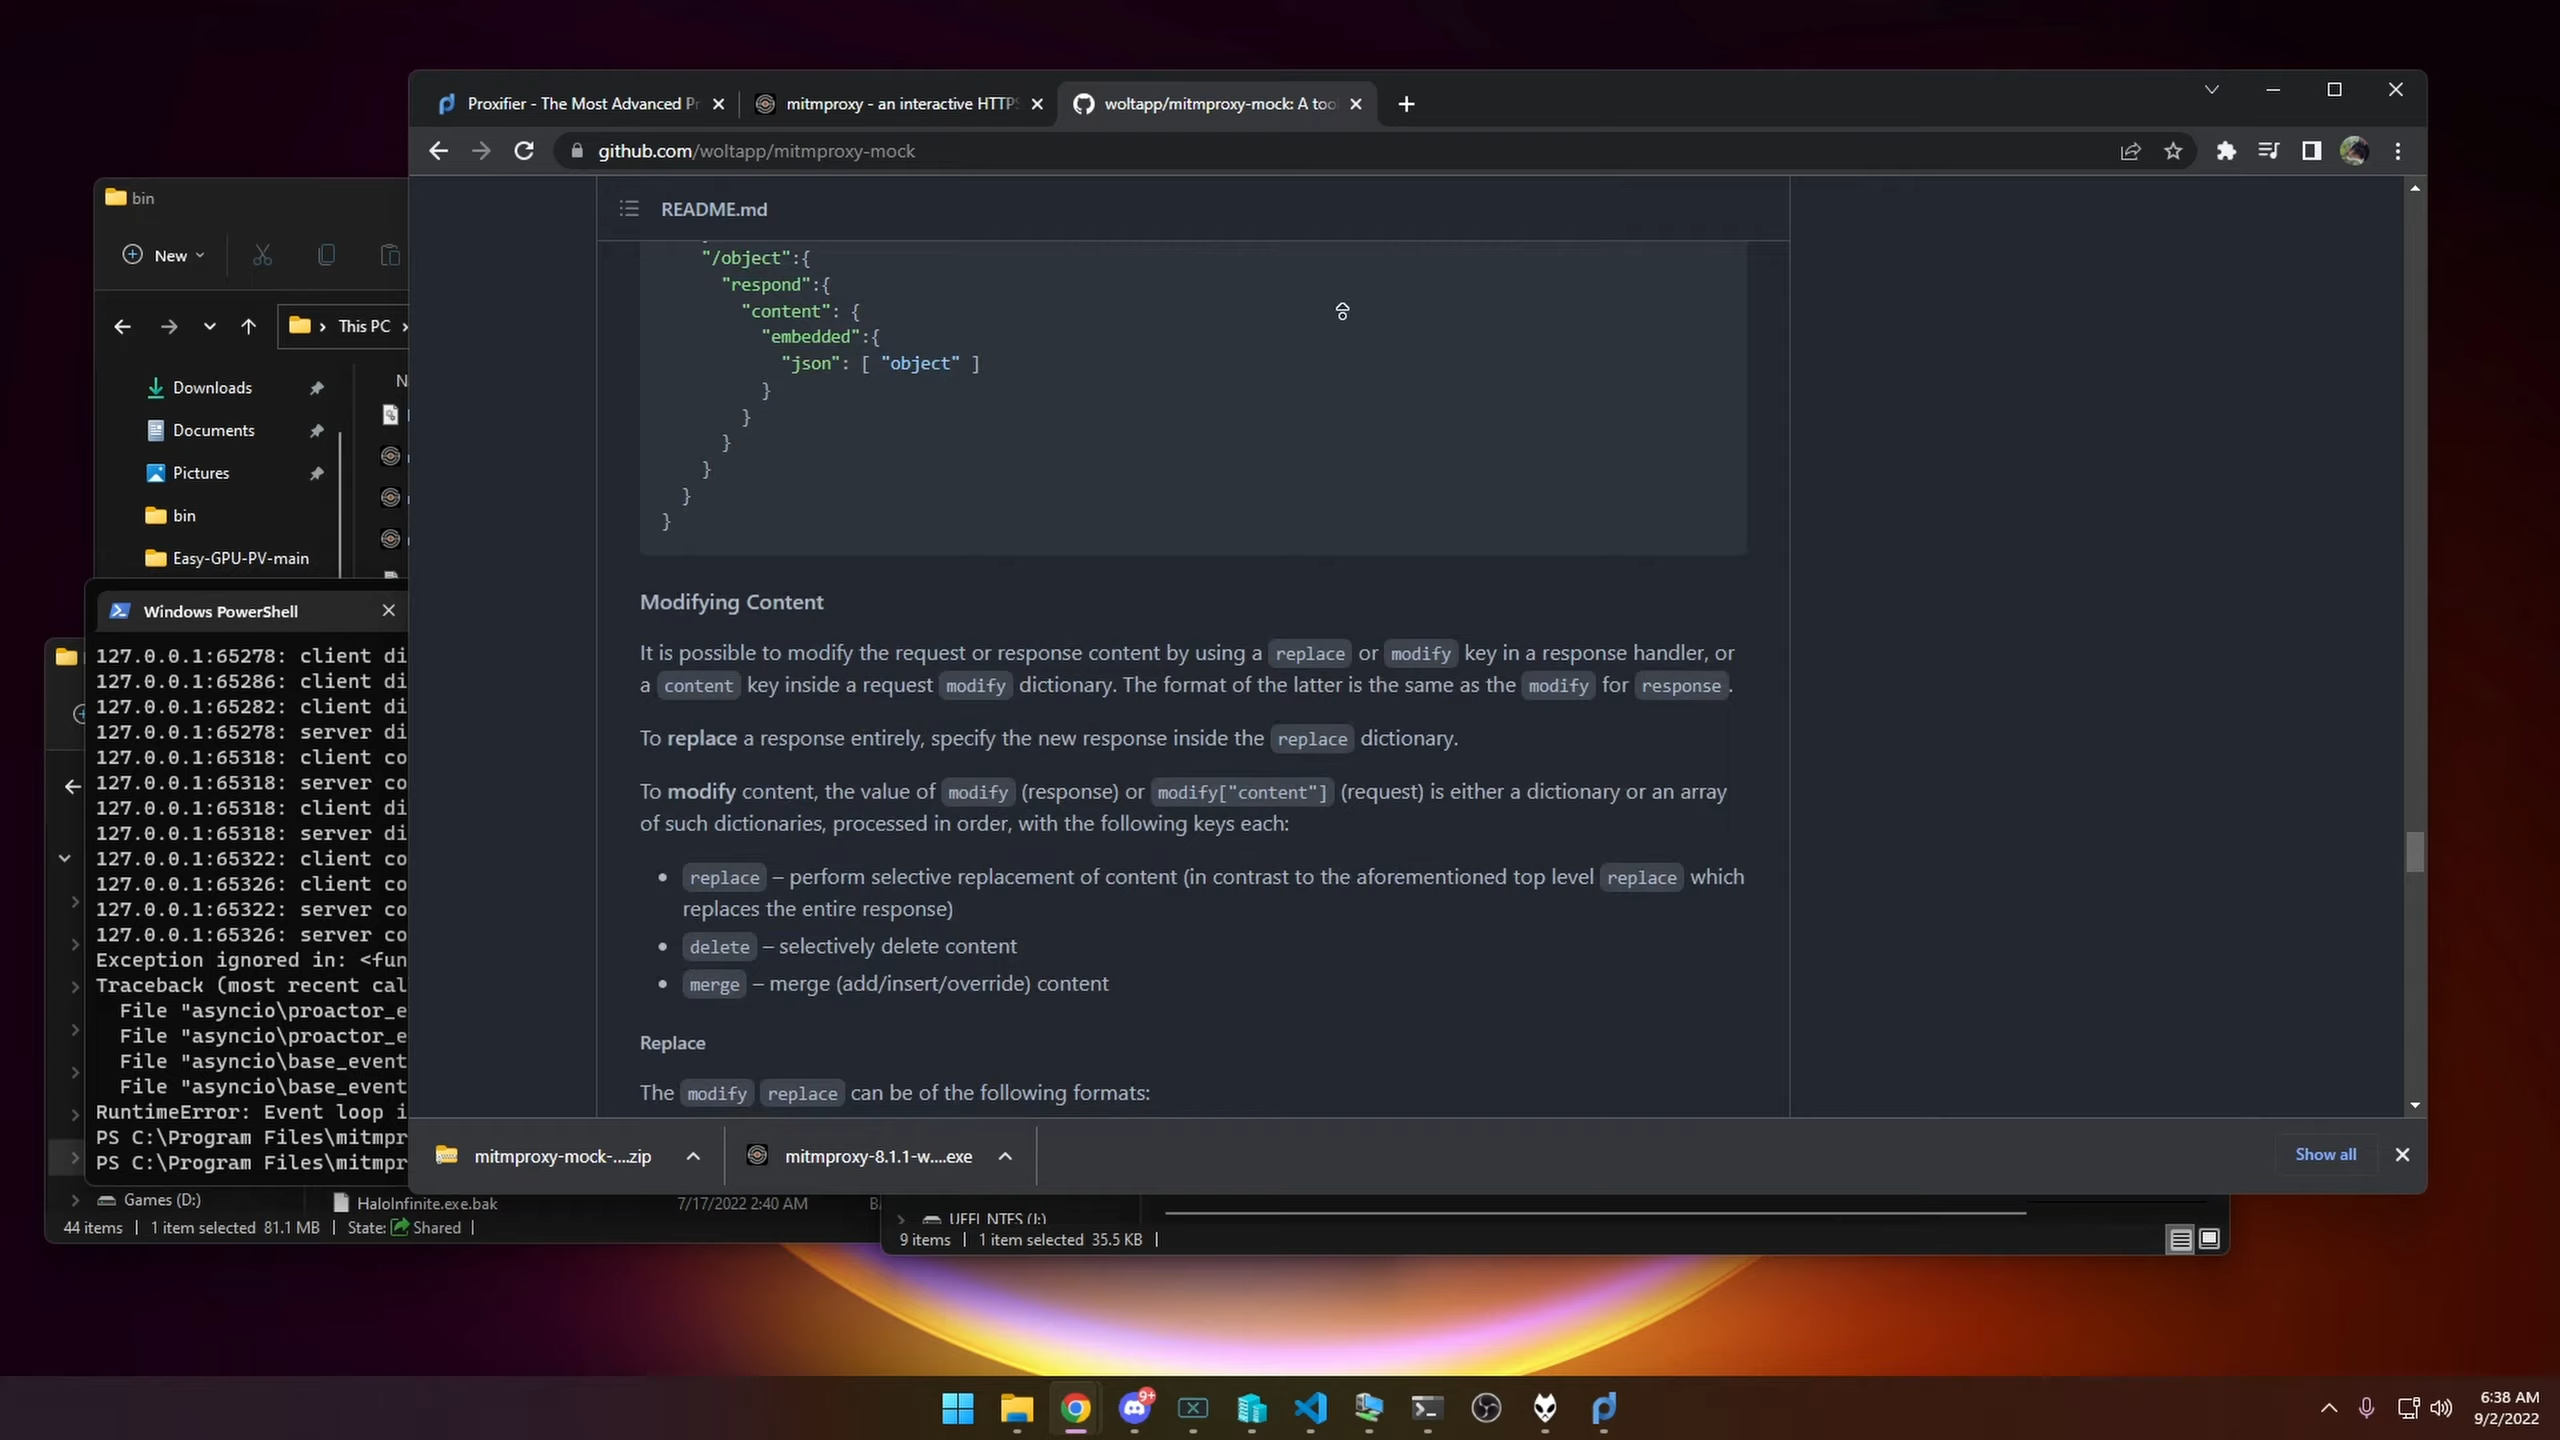 Proxifier - The Most Advanced Pr
mitmproxy - an interactive HTTPS
woltapp/mitmproxy-mock: A tool
github.com/woltapp/mitmproxy-mock
bin
New
This PC
Downloads
Documents
Pictures
bin
Easy-GPU-PV-main
README.md
"/object":{
"respond":{
"content": {
"embedded":{
"json": [ "object" ]
}
}
}
}
}
}
Modifying Content
It is possible to modify the request or response content by using a replace or modify key in a response handler, or
a content key inside a request modify dictionary. The format of the latter is the same as the modify for response.
To replace a response entirely, specify the new response inside the replace dictionary.
To modify content, the value of modify (response) or modify["content"] (request) is either a dictionary or an array
of such dictionaries, processed in order, with the following keys each:
• replace – perform selective replacement of content (in contrast to the aforementioned top level replace which
replaces the entire response)
• delete – selectively delete content
• merge – merge (add/insert/override) content
Replace
The modify replace can be of the following formats:
Windows PowerShell
127.0.0.1:65278: client di
127.0.0.1:65286: client di
127.0.0.1:65282: client di
127.0.0.1:65278: server di
127.0.0.1:65318: client co
127.0.0.1:65318: server co
127.0.0.1:65318: client di
127.0.0.1:65318: server di
127.0.0.1:65322: client co
127.0.0.1:65326: client co
127.0.0.1:65322: server co
127.0.0.1:65326: server co
Exception ignored in: <fun
Traceback (most recent cal
File "asyncio\proactor_e
File "asyncio\proactor_e
File "asyncio\base_event
File "asyncio\base_event
RuntimeError: Event loop i
PS C:\Program Files\mitmpr
PS C:\Program Files\mitmpr
mitmproxy-mock-....zip
mitmproxy-8.1.1-w....exe
Show all
Games (D:)
HaloInfinite.exe.bak
7/17/2022 2:40 AM
44 items
1 item selected 81.1 MB
State: Shared
UEFI_NTFS (J:)
9 items
1 item selected 35.5 KB
9+
6:38 AM
9/2/2022